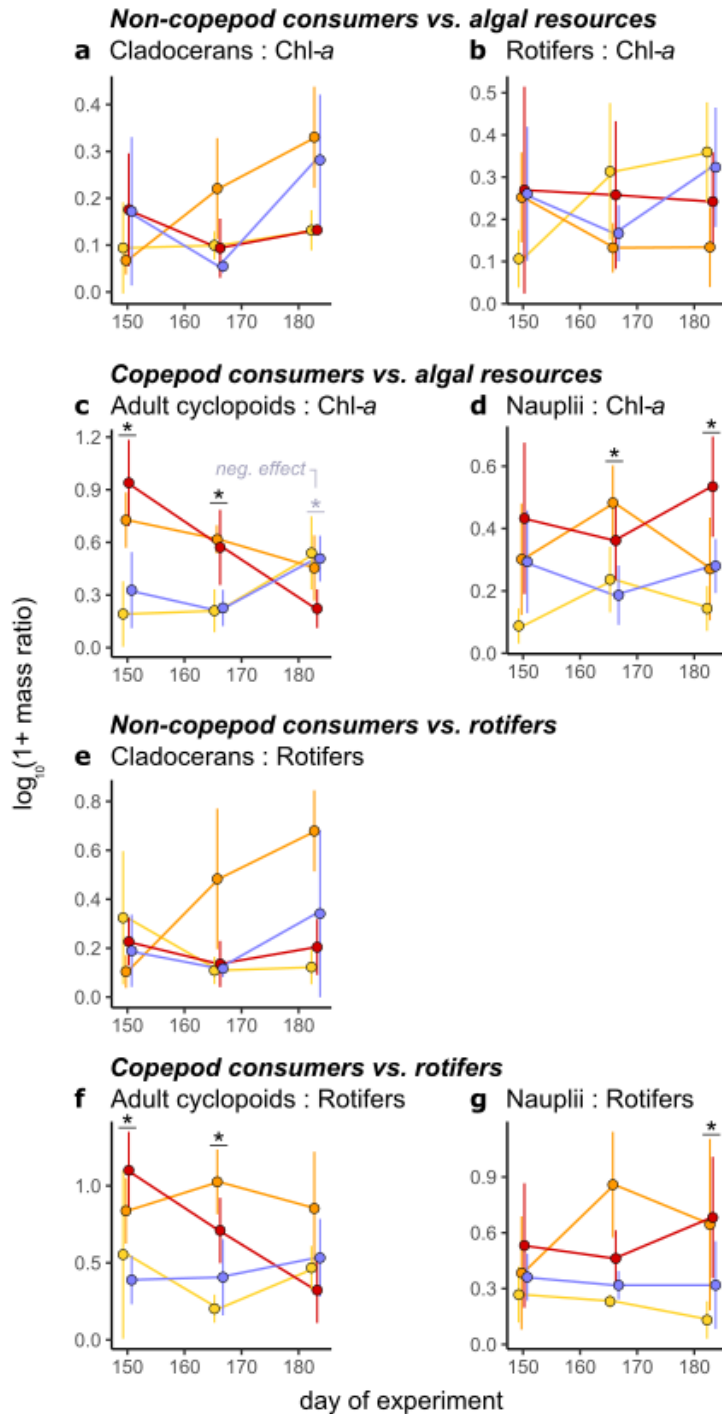 Non-copepod consumers vs. algal resources
a Cladocerans : Chl-a
b Rotifers : Chl-a
0.4
0.3
0.2
0.1
0.0
150 160 170 180
0.5
0.4
0.3
0.2
0.1
0.0
150 160 170 180
Copepod consumers vs. algal resources
c Adult cyclopoids : Chl-a
d Nauplii : Chl-a
1.2
0.9
0.6
0.3
0.0
*
*
neg. effect
*
150 160 170 180
0.6
0.4
0.2
0.0
*
*
150 160 170 180
Non-copepod consumers vs. rotifers
e Cladocerans : Rotifers
0.8
0.6
0.4
0.2
0.0
150 160 170 180
Copepod consumers vs. rotifers
f Adult cyclopoids : Rotifers
g Nauplii : Rotifers
*
*
1.0
0.5
0.0
150 160 170 180
*
0.9
0.6
0.3
0.0
150 160 170 180
log₁₀(1+ mass ratio)
day of experiment